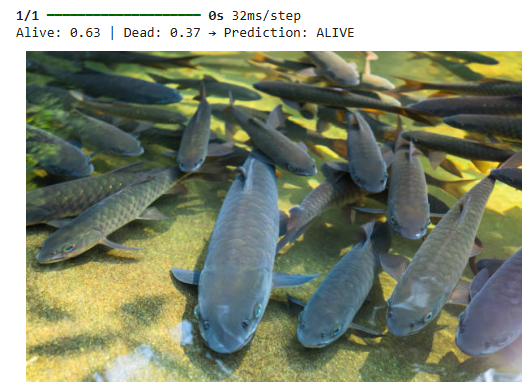 1/1 ━━━━━━━━━━━━━━━━━━━━ 0s 32ms/step
Alive: 0.63 | Dead: 0.37 → Prediction: ALIVE